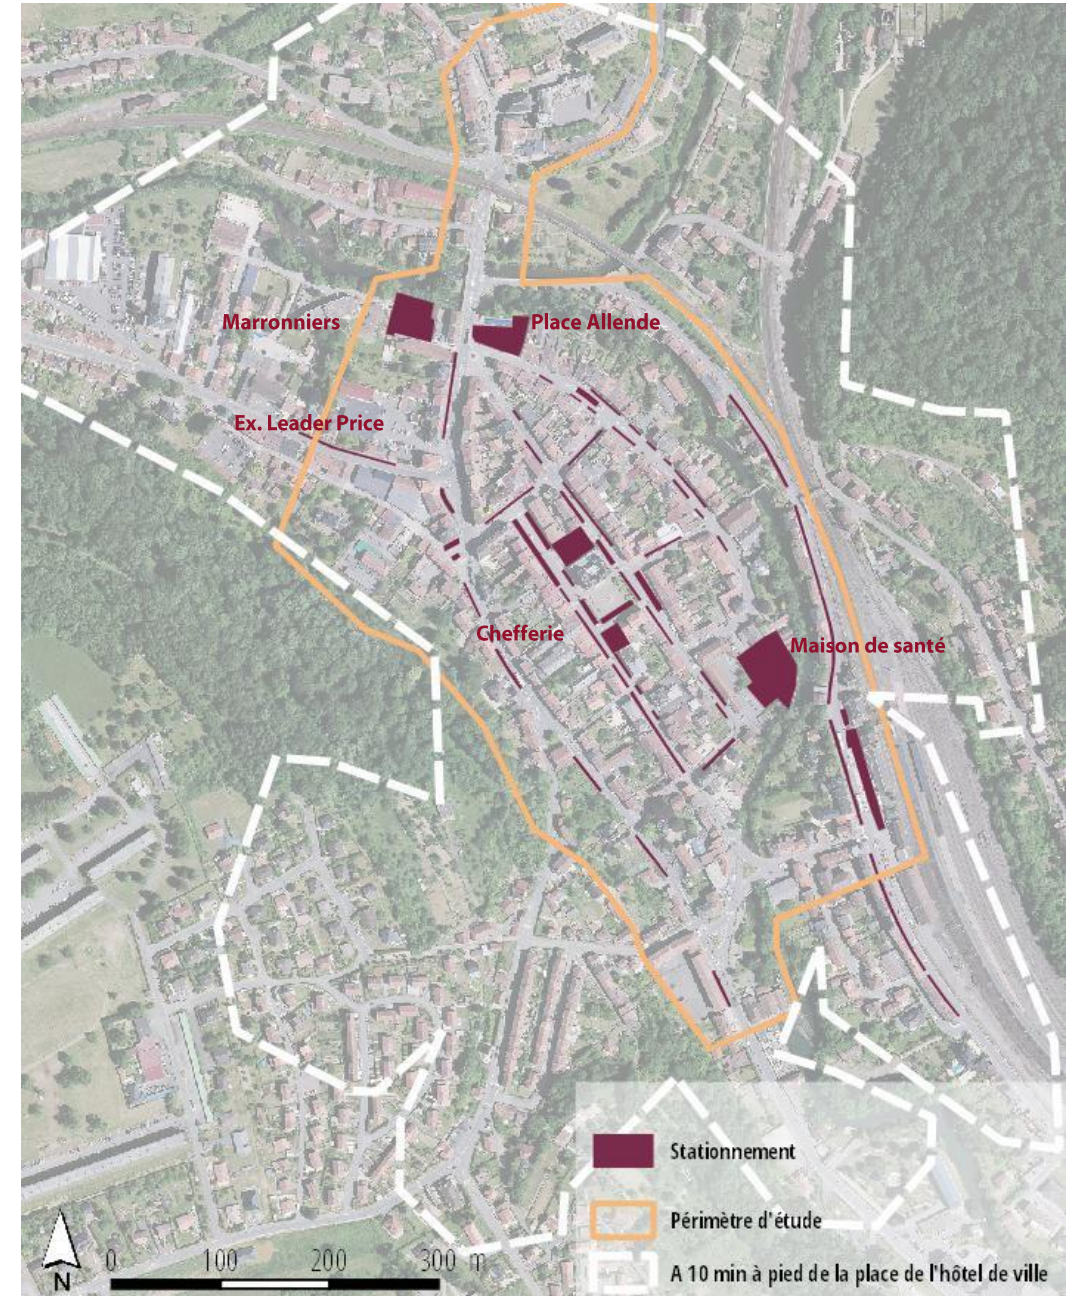 Marronniers
Place Allende
Ex. Leader Price
Chefferie
Maison de santé
Stationnement
Périmètre d'étude
A 10 min à pied de la place de l'hôtel de ville
0 100 200 300 m
N